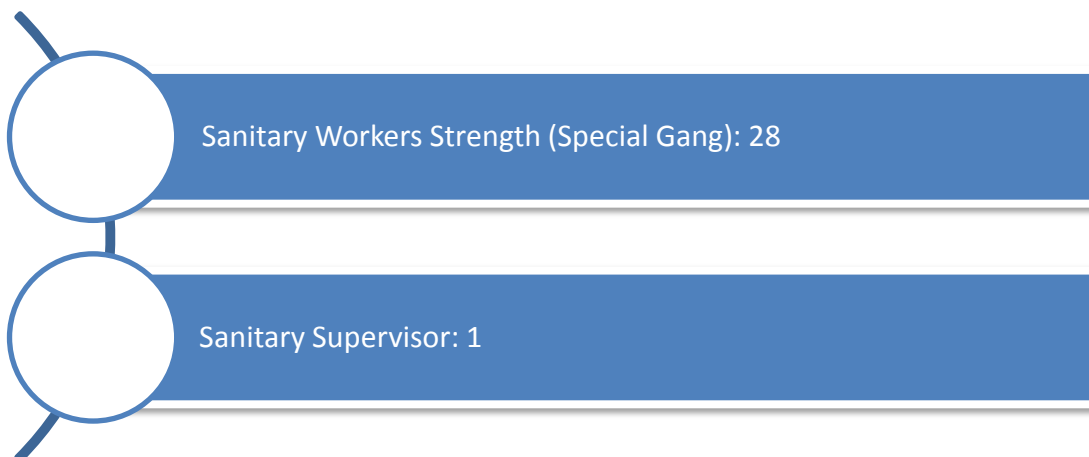 Sanitary Workers Strength (Special Gang): 28
Sanitary Supervisor: 1